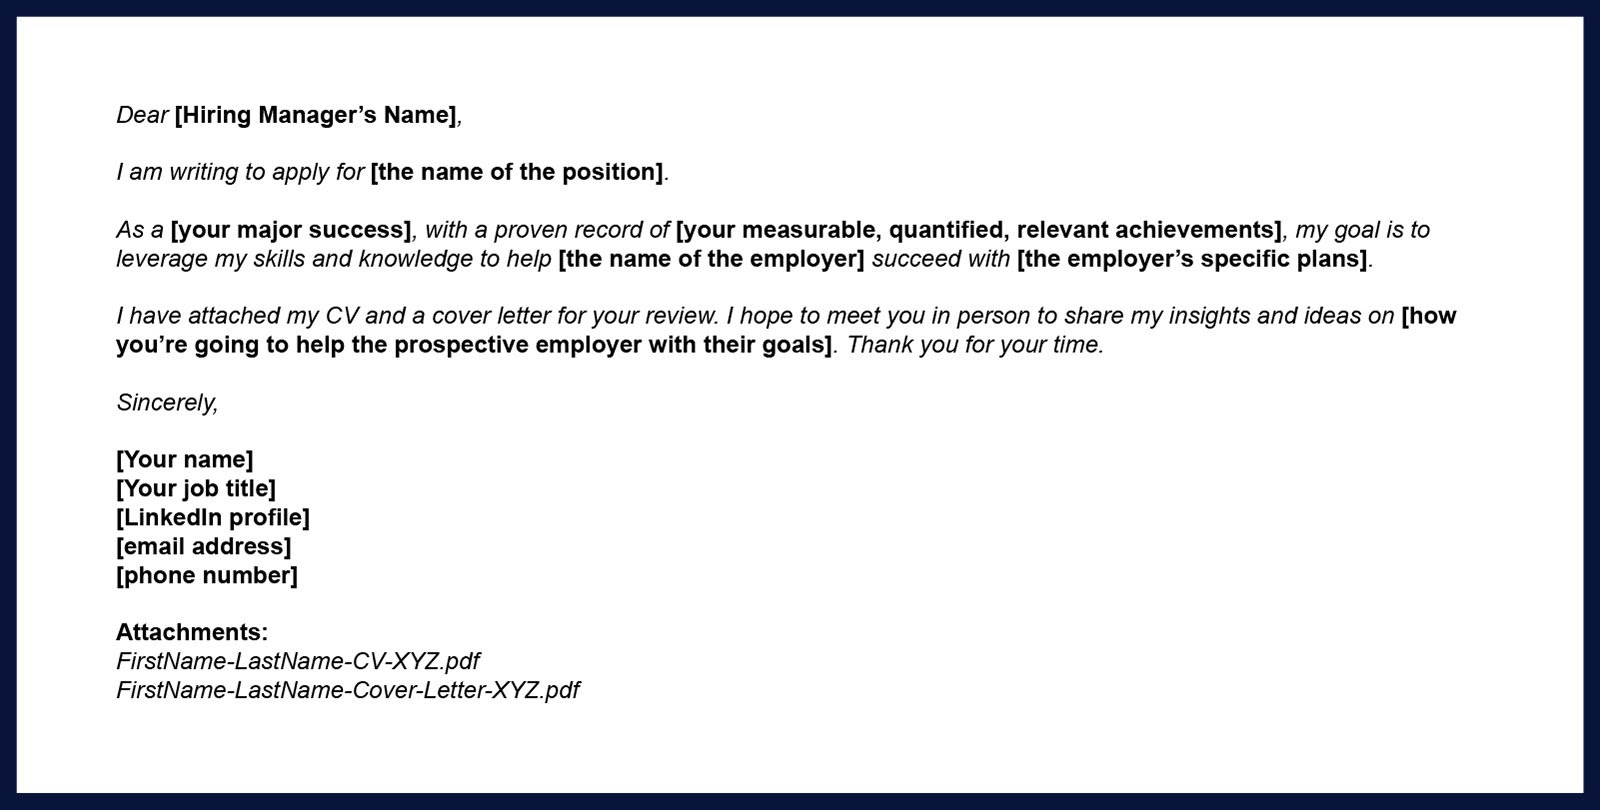 Dear [Hiring Manager’s Name],
I am writing to apply for [the name of the position].
As a [your major success], with a proven record of [your measurable, quantified, relevant achievements], my goal is to
leverage my skills and knowledge to help [the name of the employer] succeed with [the employer’s specific plans].
I have attached my CV and a cover letter for your review. I hope to meet you in person to share my insights and ideas on [how
you’re going to help the prospective employer with their goals]. Thank you for your time.
Sincerely,
[Your name]
[Your job title]
[LinkedIn profile]
[email address]
[phone number]
Attachments:
FirstName-LastName-CV-XYZ.pdf
FirstName-LastName-Cover-Letter-XYZ.pdf